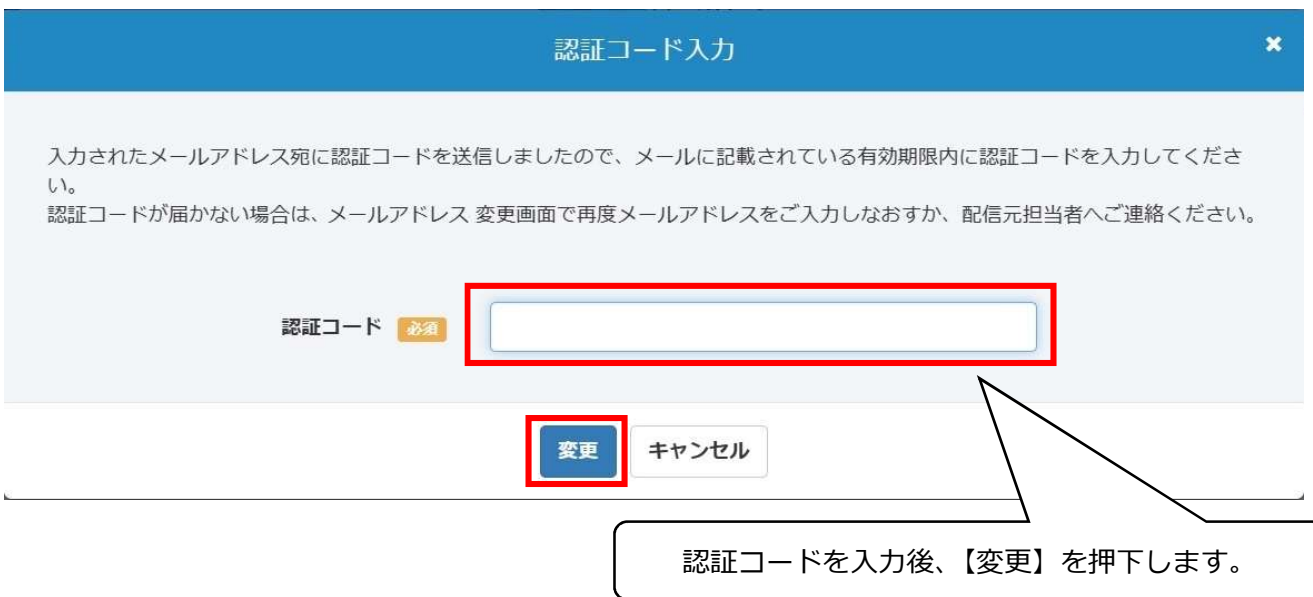 認証コード入力
×
入力されたメールアドレス宛に認証コードを送信しましたので、メールに記載されている有効期限内に認証コードを入力してくださ
い。
認証コードが届かない場合は、メールアドレス 変更画面で再度メールアドレスをご入力しなおすか、配信元担当者へご連絡ください。
認証コード 必須
変更 キャンセル
認証コードを入力後、【変更】を押下します。